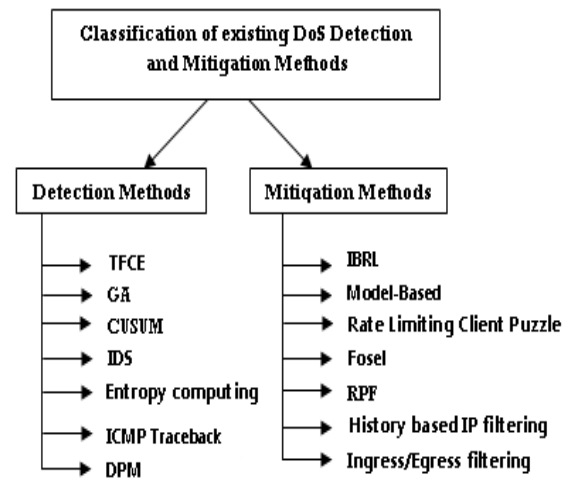 Classification of existing DoS Detection
and Mitigation Methods
Detection Methods
TFCE
GA
CUSUM
IDS
Entropy computing
ICMP Traceback
DPM
Mitigation Methods
IBRL
Model-Based
Rate Limiting Client Puzzle
Fosel
RPF
History based IP filtering
Ingress/Egress filtering